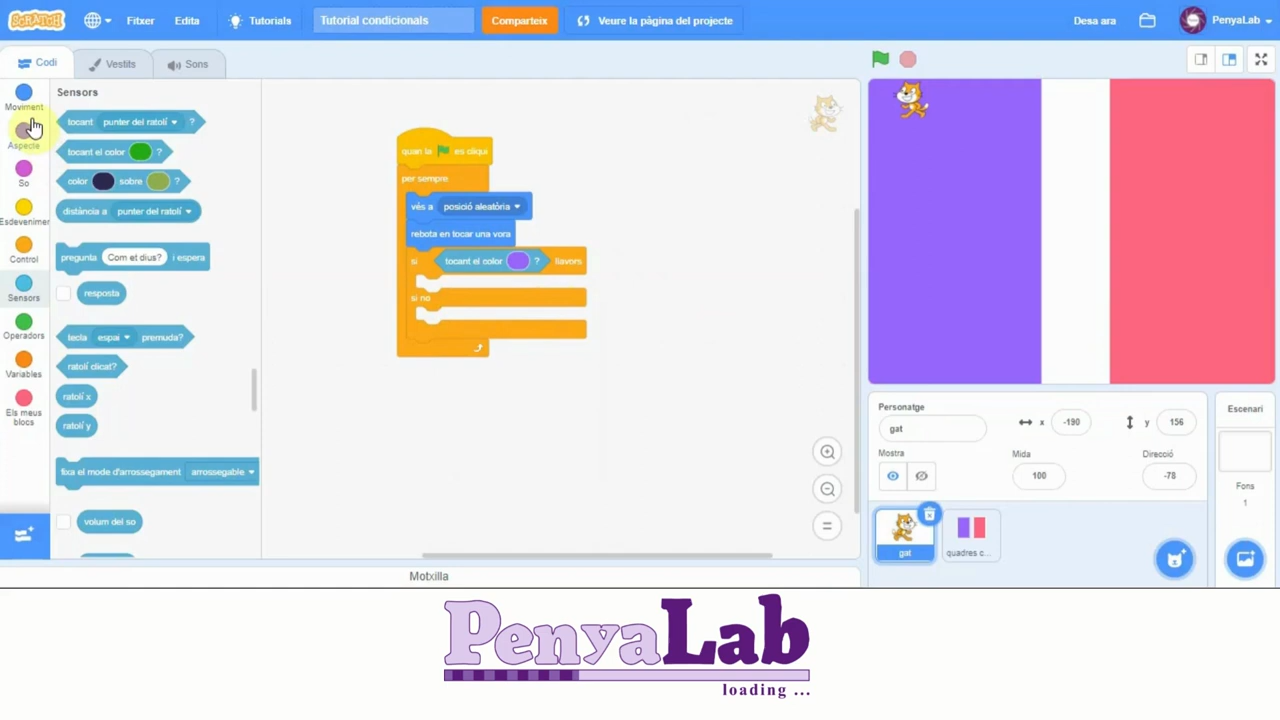 SCRATCH
Fitxer
Edita
Tutorials
Tutorial condicionals
Comparteix
Veure la pàgina del projecte
Desa ara
PenyaLab
Codi
Vestits
Sons
Moviment
Aspecte
So
Esdevenimen
Control
Sensors
Operadors
Variables
Els meus
blocs
Sensors
tocant punter del ratolí ?
tocant el color ?
color sobre ?
distància a punter del ratolí
pregunta Com et dius? i espera
resposta
tecla espai premuda?
ratolí clicat?
ratolí x
ratolí y
fixa el mode d'arrossegament arrossegable
volum del so
quan la es cliqui
per sempre
vés a posició aleatòria
rebota en tocar una vora
si tocant el color ? llavors
si no
Personatge
gat
x -190
y 156
Mostra
Mida
100
Direcció
-78
gat
quadres c...
Escenari
Fons
1
Motxilla
PenyaLab
loading ...